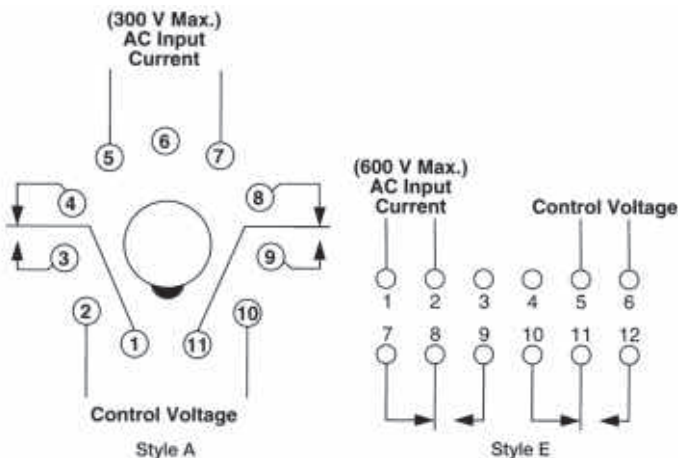 (300 V Max.)
AC Input
Current
5
6
7
4
8
3
9
2
10
1
11
Control Voltage
Style A
(600 V Max.)
AC Input
Current
Control Voltage
1 2 3 4 5 6
7 8 9 10 11 12
Style E